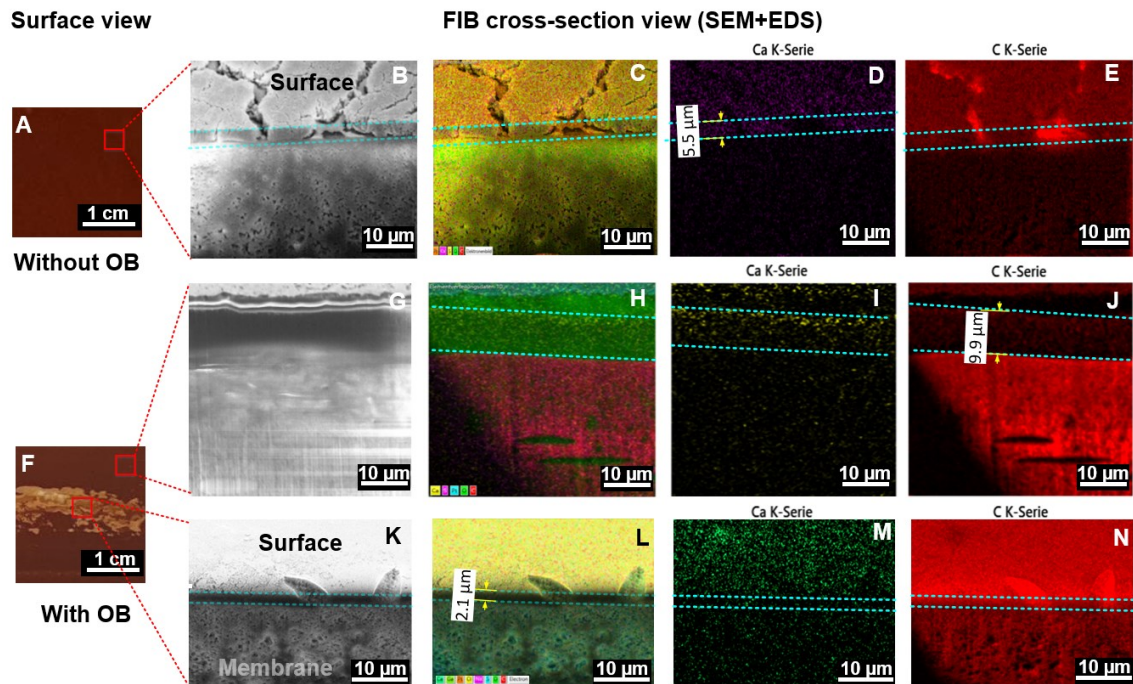 Surface view
FIB cross-section view (SEM+EDS)
Ca K-Serie
C K-Serie
A
1 cm
Without OB
B
Surface
10 µm
C
10 µm
D
5.5 µm
10 µm
E
10 µm
Ca K-Serie
C K-Serie
G
10 µm
H
10 µm
I
10 µm
J
9.9 µm
10 µm
F
1 cm
With OB
Ca K-Serie
C K-Serie
K
Surface
Membrane
10 µm
L
2.1 µm
10 µm
M
10 µm
N
10 µm